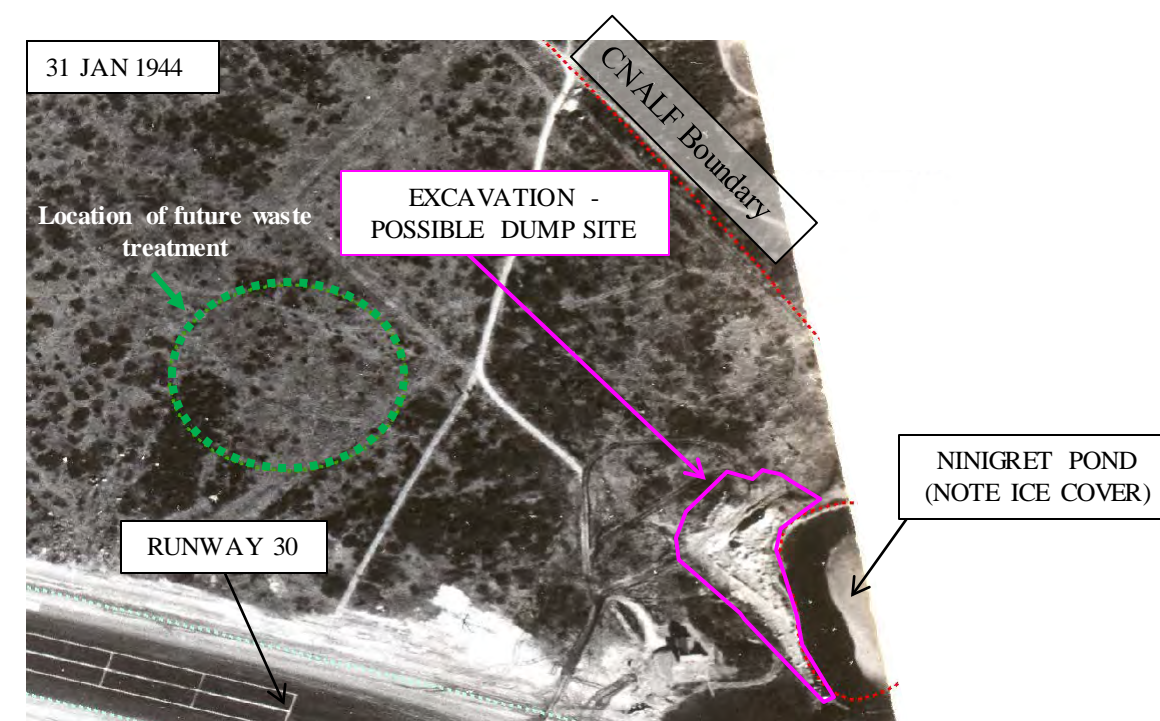 31 JAN 1944
CNALF Boundary
EXCAVATION -
POSSIBLE DUMP SITE
Location of future waste
treatment
NINIGRET POND
(NOTE ICE COVER)
RUNWAY 30